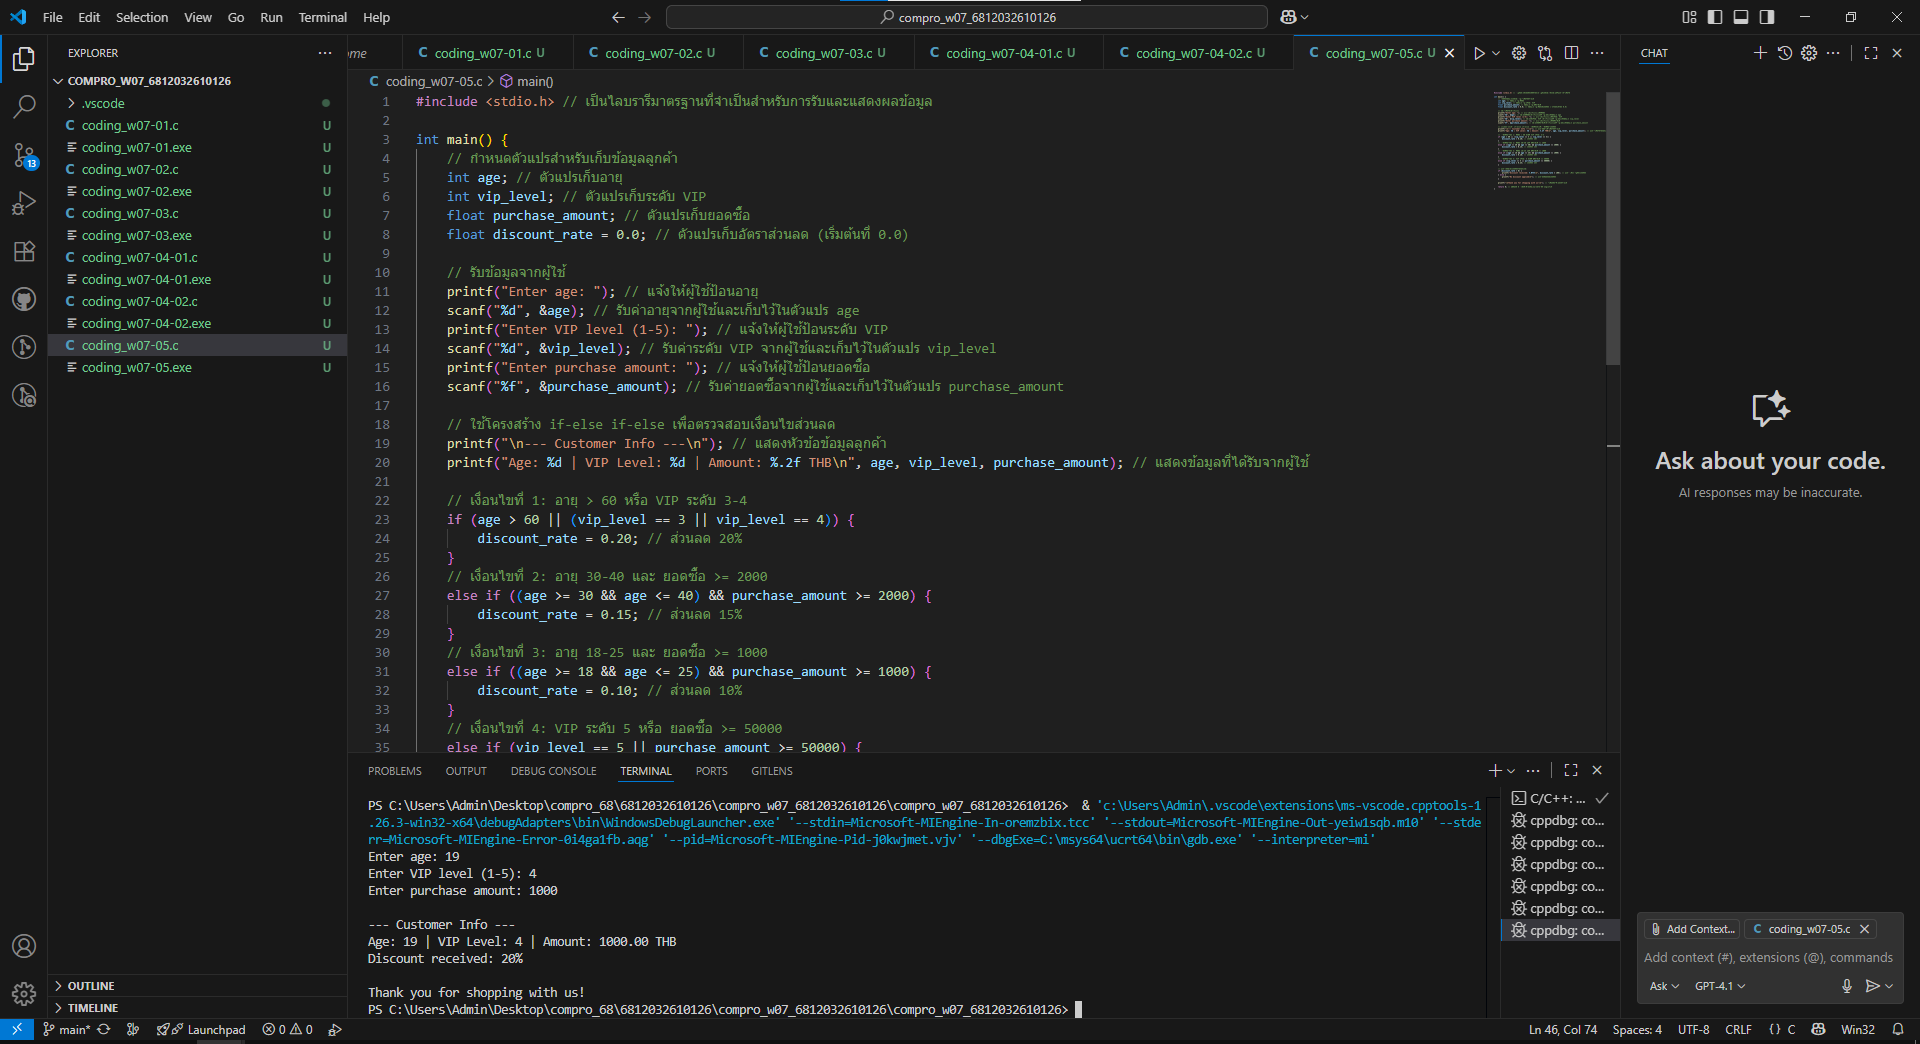 File Edit Selection View Go Run Terminal Help
compro_w07_6812032610126
EXPLORER
COMPRO_W07_6812032610126
.vscode
coding_w07-01.c U
coding_w07-01.exe U
coding_w07-02.c U
coding_w07-02.exe U
coding_w07-03.c U
coding_w07-03.exe U
coding_w07-04-01.c U
coding_w07-04-01.exe U
coding_w07-04-02.c U
coding_w07-04-02.exe U
coding_w07-05.c U
coding_w07-05.exe U
13
OUTLINE
TIMELINE
ome C coding_w07-01.c U C coding_w07-02.c U C coding_w07-03.c U C coding_w07-04-01.c U C coding_w07-04-02.c U C coding_w07-05.c U
C coding_w07-05.c > main()
1 #include <stdio.h> // เป็นไลบรารีมาตรฐานที่จำเป็นสำหรับการรับและแสดงผลข้อมูล
2
3 int main() {
4 // กำหนดตัวแปรสำหรับเก็บข้อมูลลูกค้า
5 int age; // ตัวแปรเก็บอายุ
6 int vip_level; // ตัวแปรเก็บระดับ VIP
7 float purchase_amount; // ตัวแปรเก็บยอดซื้อ
8 float discount_rate = 0.0; // ตัวแปรเก็บอัตราส่วนลด (เริ่มต้นที่ 0.0)
9
10 // รับข้อมูลจากผู้ใช้
11 printf("Enter age: "); // แจ้งให้ผู้ใช้ป้อนอายุ
12 scanf("%d", &age); // รับค่าอายุจากผู้ใช้และเก็บไว้ในตัวแปร age
13 printf("Enter VIP level (1-5): "); // แจ้งให้ผู้ใช้ป้อนระดับ VIP
14 scanf("%d", &vip_level); // รับค่าระดับ VIP จากผู้ใช้และเก็บไว้ในตัวแปร vip_level
15 printf("Enter purchase amount: "); // แจ้งให้ผู้ใช้ป้อนยอดซื้อ
16 scanf("%f", &purchase_amount); // รับค่ายอดซื้อจากผู้ใช้และเก็บไว้ในตัวแปร purchase_amount
17
18 // ใช้โครงสร้าง if-else if-else เพื่อตรวจสอบเงื่อนไขส่วนลด
19 printf("\n--- Customer Info ---\n"); // แสดงหัวข้อข้อมูลลูกค้า
20 printf("Age: %d | VIP Level: %d | Amount: %.2f THB\n", age, vip_level, purchase_amount); // แสดงข้อมูลที่ได้รับจากผู้ใช้
21
22 // เงื่อนไขที่ 1: อายุ > 60 หรือ VIP ระดับ 3-4
23 if (age > 60 || (vip_level == 3 || vip_level == 4)) {
24 discount_rate = 0.20; // ส่วนลด 20%
25 }
26 // เงื่อนไขที่ 2: อายุ 30-40 และ ยอดซื้อ >= 2000
27 else if ((age >= 30 && age <= 40) && purchase_amount >= 2000) {
28 discount_rate = 0.15; // ส่วนลด 15%
29 }
30 // เงื่อนไขที่ 3: อายุ 18-25 และ ยอดซื้อ >= 1000
31 else if ((age >= 18 && age <= 25) && purchase_amount >= 1000) {
32 discount_rate = 0.10; // ส่วนลด 10%
33 }
34 // เงื่อนไขที่ 4: VIP ระดับ 5 หรือ ยอดซื้อ >= 50000
35 else if (vip_level == 5 || purchase_amount >= 50000) {
PROBLEMS OUTPUT DEBUG CONSOLE TERMINAL PORTS GITLENS
PS C:\Users\Admin\Desktop\compro_68\6812032610126\compro_w07\compro_w07_6812032610126> & 'c:\Users\Admin\.vscode\extensions\ms-vscode.cpptools-1
.26.3-win32-x64\debugAdapters\bin\WindowsDebugLauncher.exe' '--stdin=Microsoft-MIEngine-In-oremzbix.tcc' '--stdout=Microsoft-MIEngine-Out-yeiw1sqb.m10' '--stde
rr=Microsoft-MIEngine-Error-0i4ga1fb.aqg' '--pid=Microsoft-MIEngine-Pid-j0kwjmet.vjv' '--dbgExe=C:\msys64\ucrt64\bin\gdb.exe' '--interpreter=mi'
Enter age: 19
Enter VIP level (1-5): 4
Enter purchase amount: 1000
--- Customer Info ---
Age: 19 | VIP Level: 4 | Amount: 1000.00 THB
Discount received: 20%
Thank you for shopping with us!
PS C:\Users\Admin\Desktop\compro_68\6812032610126\compro_w07_6812032610126\compro_w07_6812032610126>
C/C++: ...
cppdbg: co...
cppdbg: co...
cppdbg: co...
cppdbg: co...
cppdbg: co...
cppdbg: co...
CHAT
Ask about your code.
AI responses may be inaccurate.
Add Context... C coding_w07-05.c
Add context (#), extensions (@), commands
Ask GPT-4.1
main* Launchpad 0 0
Ln 46, Col 74 Spaces: 4 UTF-8 CRLF {} C Win32